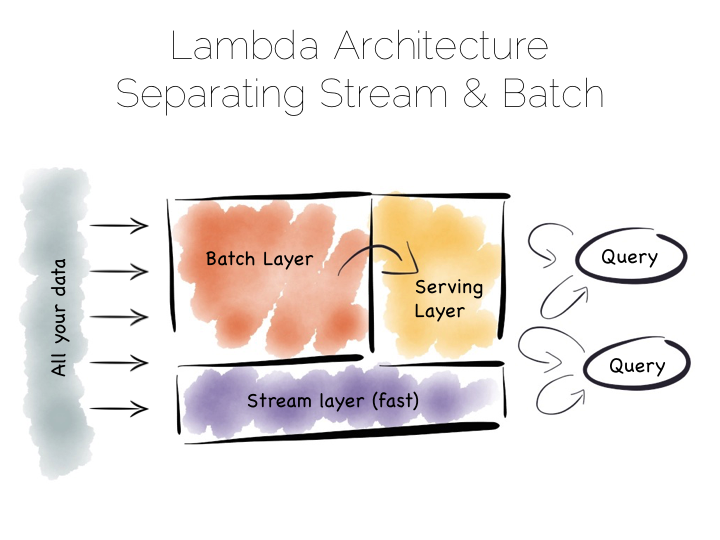 Lambda Architecture
Separating Stream & Batch
All your data
Batch Layer
Serving
Layer
Stream layer (fast)
Query
Query